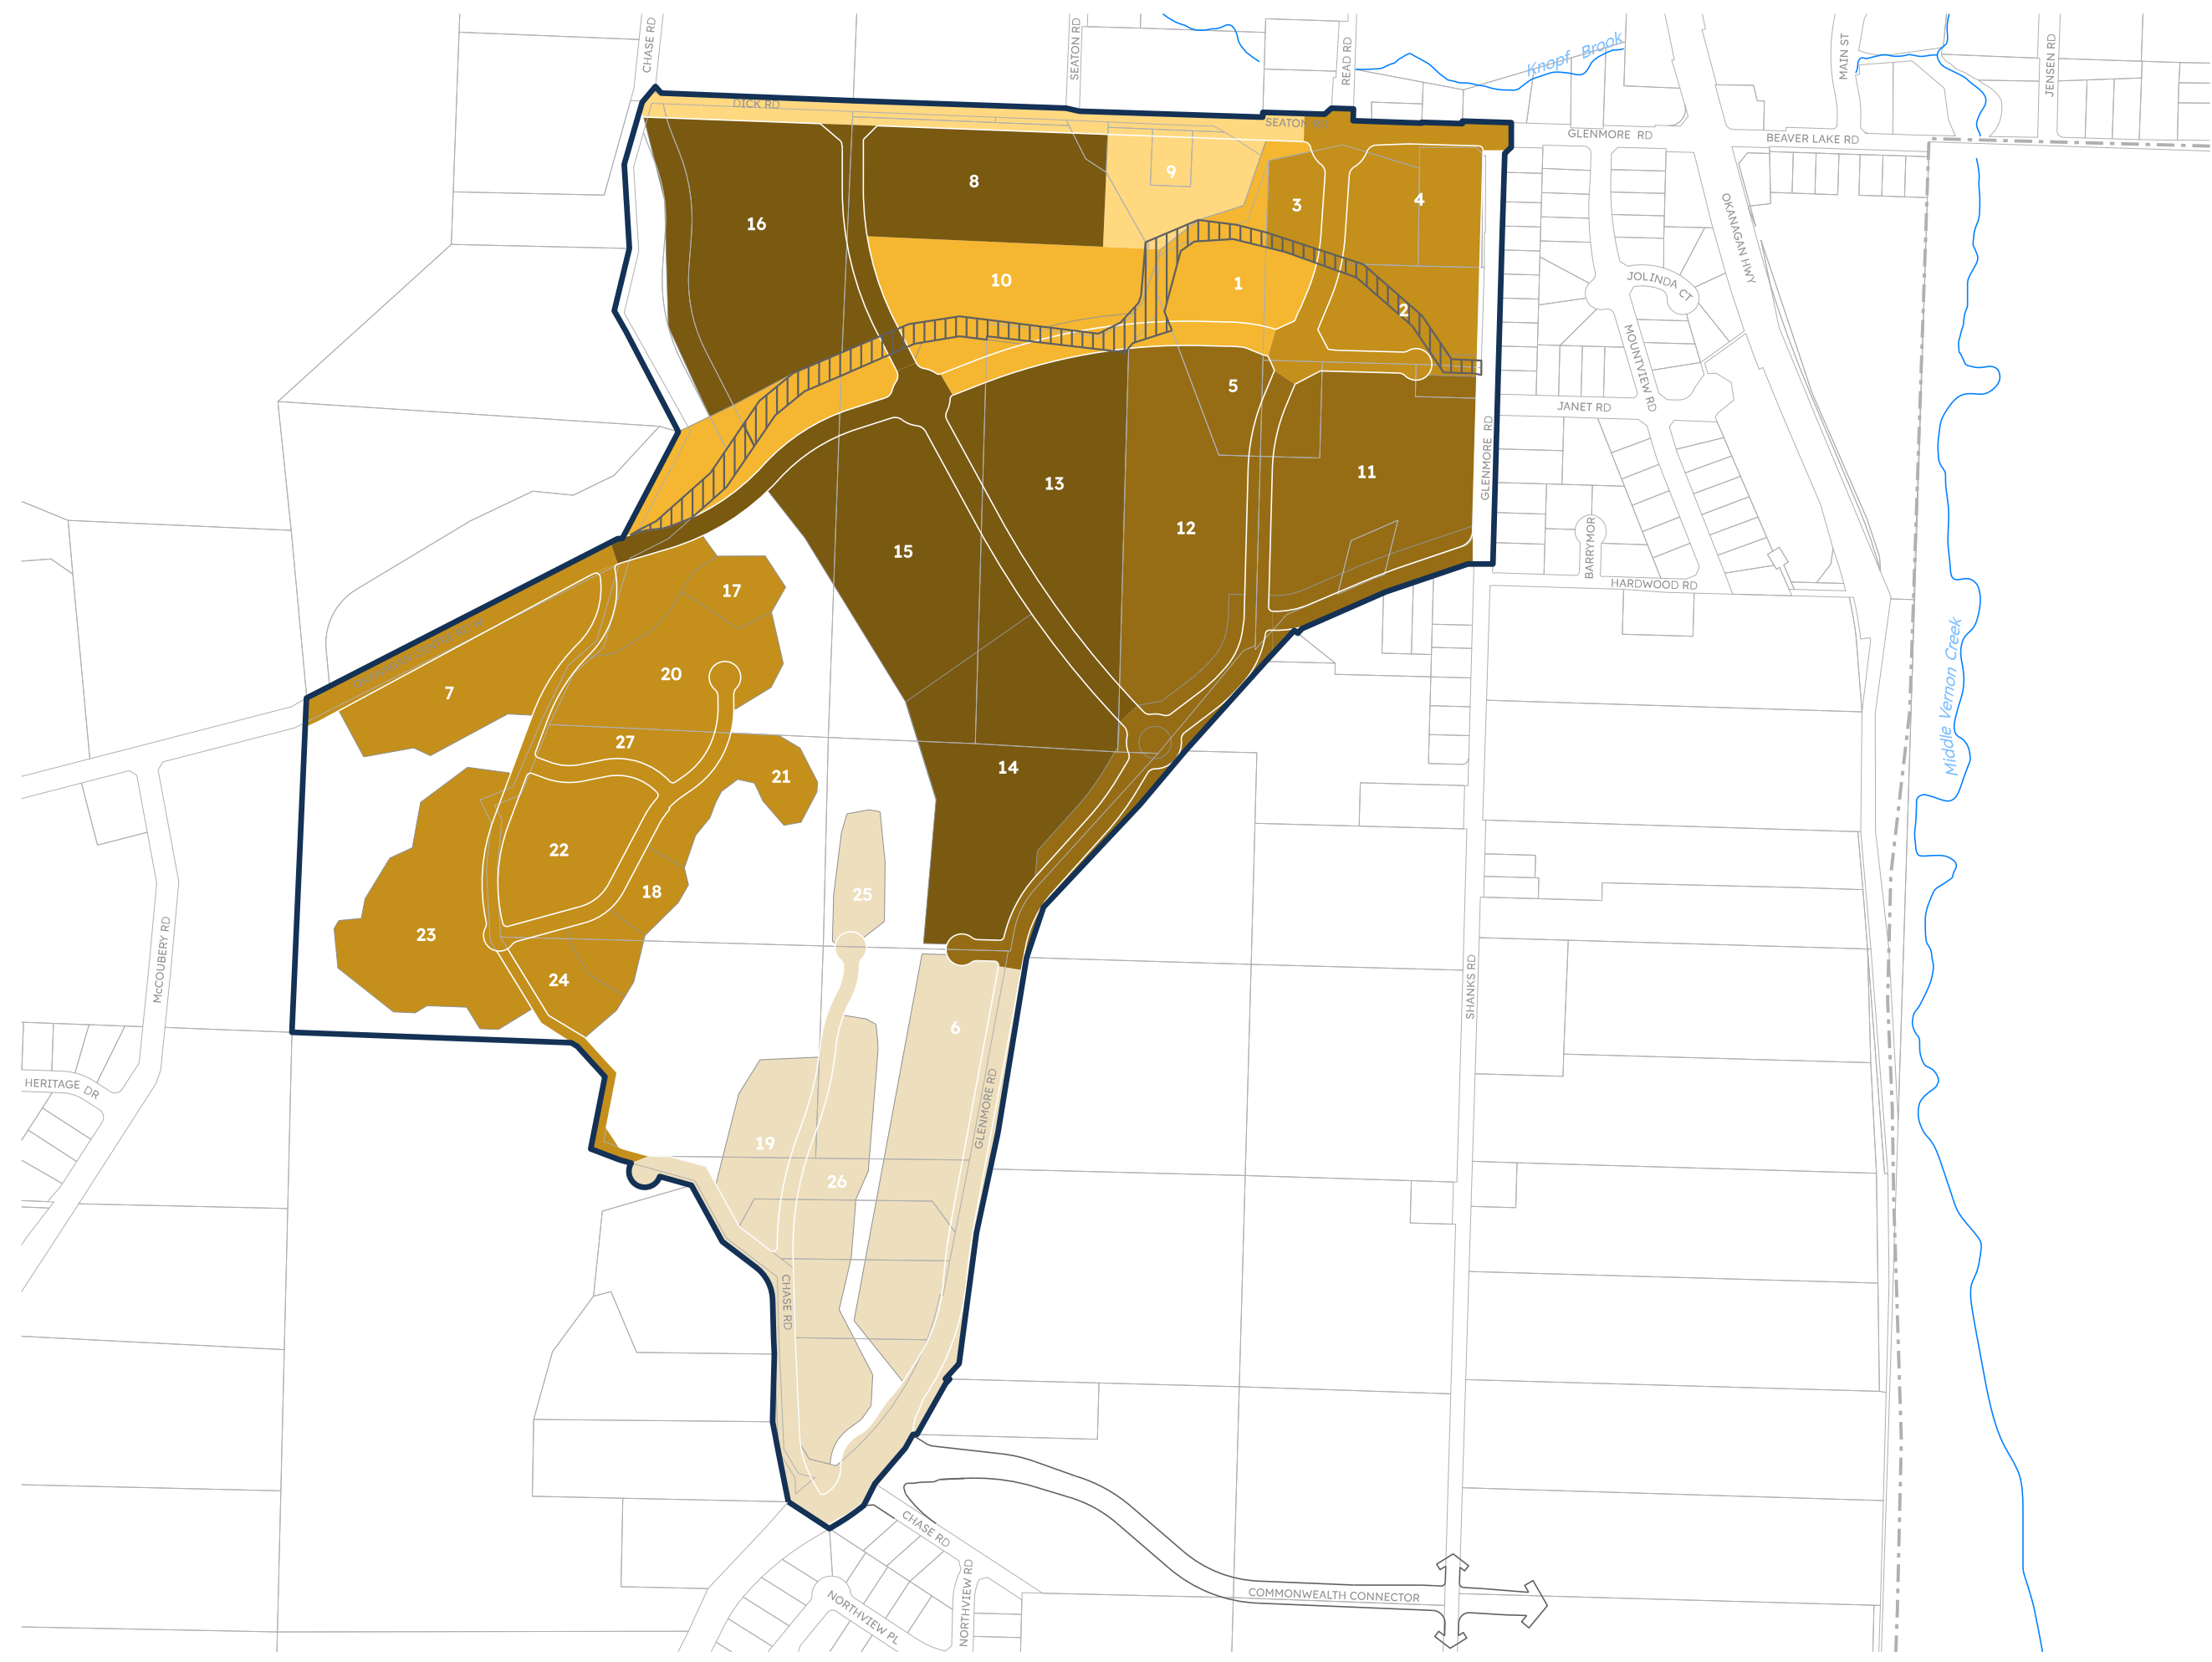 CHASE RD
SEATON RD
READ RD
Knopf Brook
MAIN ST
JENSEN RD
DICK RD
SEATON
GLENMORE RD
BEAVER LAKE RD
8
9
16
3
4
OKANAGAN HWY
10
1
2
JOLINDA CT
5
MOUNTVIEW RD
JANET RD
GLENMORE RD
13
11
12
15
BARRYMOR
HARDWOOD RD
17
20
7
Middle Vernon Creek
27
14
21
22
18
25
23
24
McCOUBERY RD
SHANKS RD
6
HERITAGE DR
GLENMORE RD
19
26
CHASE RD
CHASE RD
NORTHVIEW RD
NORTHVIEW PL
COMMONWEALTH CONNECTOR